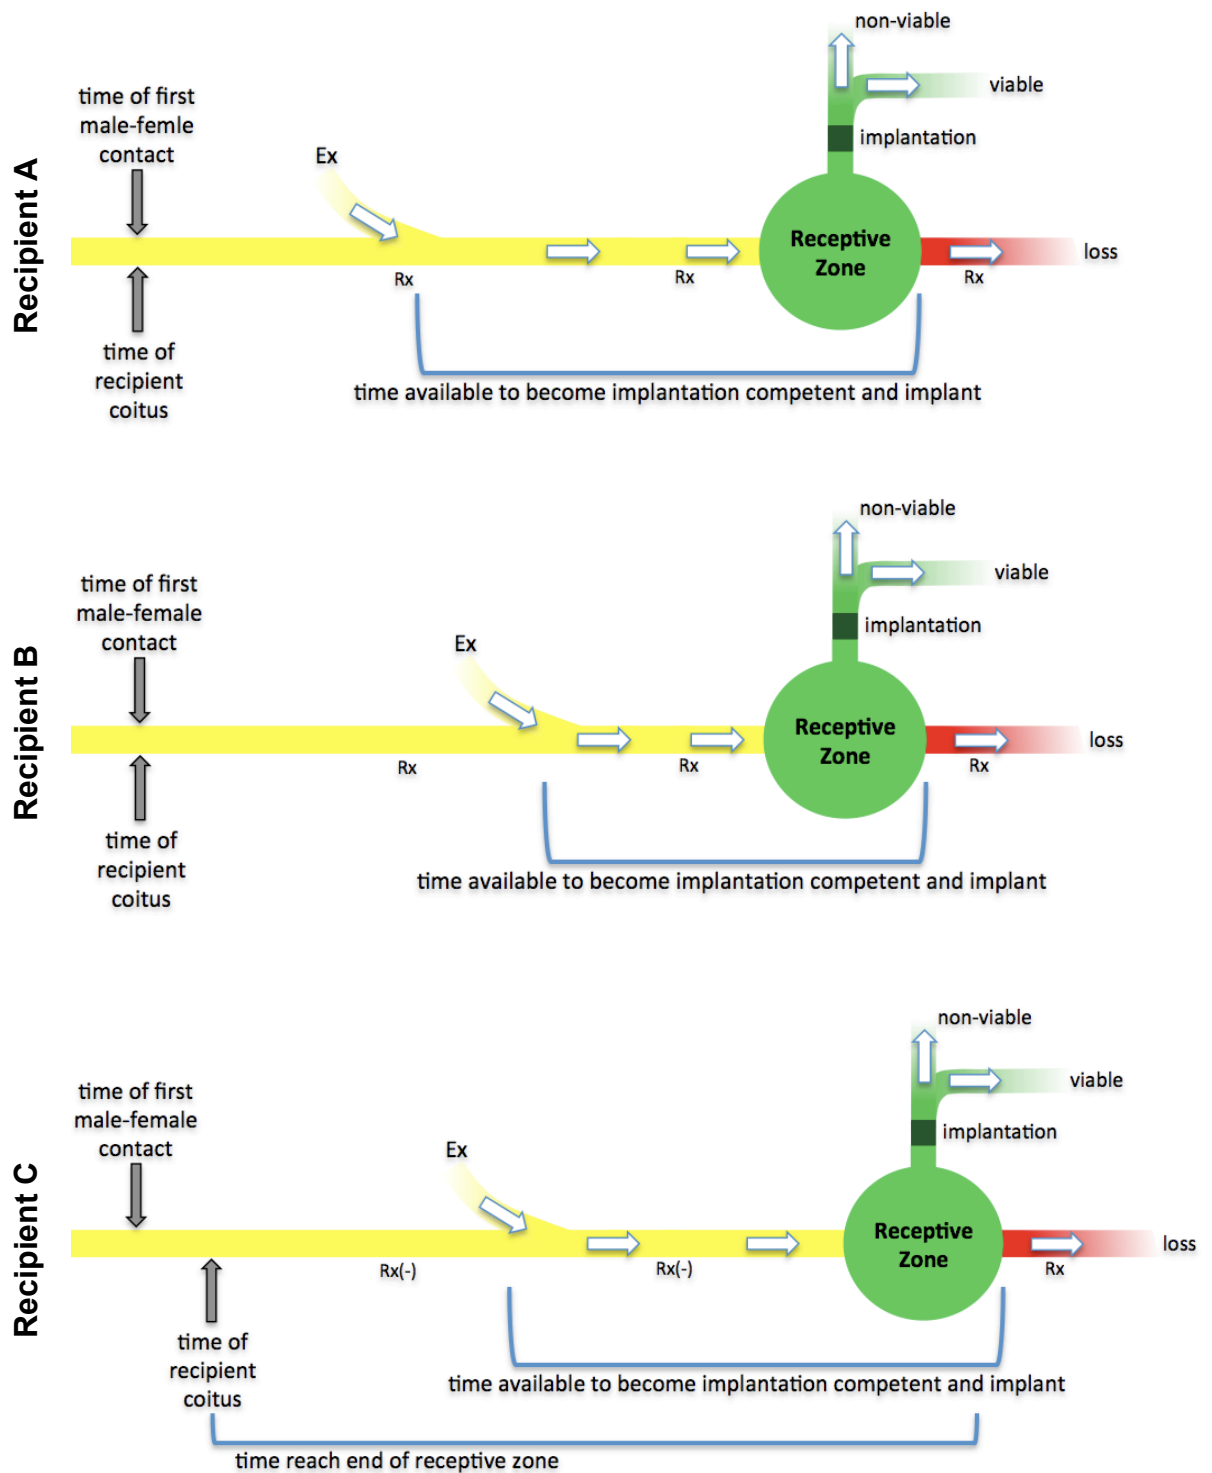 Recipient A
non-viable
viable
implantation
time of first
male-femle
contact
Ex
Receptive
Zone
loss
Rx
Rx
Rx
time of
recipient
coitus
time available to become implantation competent and implant
Recipient B
non-viable
viable
implantation
time of first
male-female
contact
Ex
Receptive
Zone
loss
Rx
Rx
Rx
time of
recipient
coitus
time available to become implantation competent and implant
Recipient C
non-viable
viable
implantation
time of first
male-female
contact
Ex
Receptive
Zone
loss
Rx(-)
Rx(-)
Rx
time of
recipient
coitus
time available to become implantation competent and implant
time reach end of receptive zone